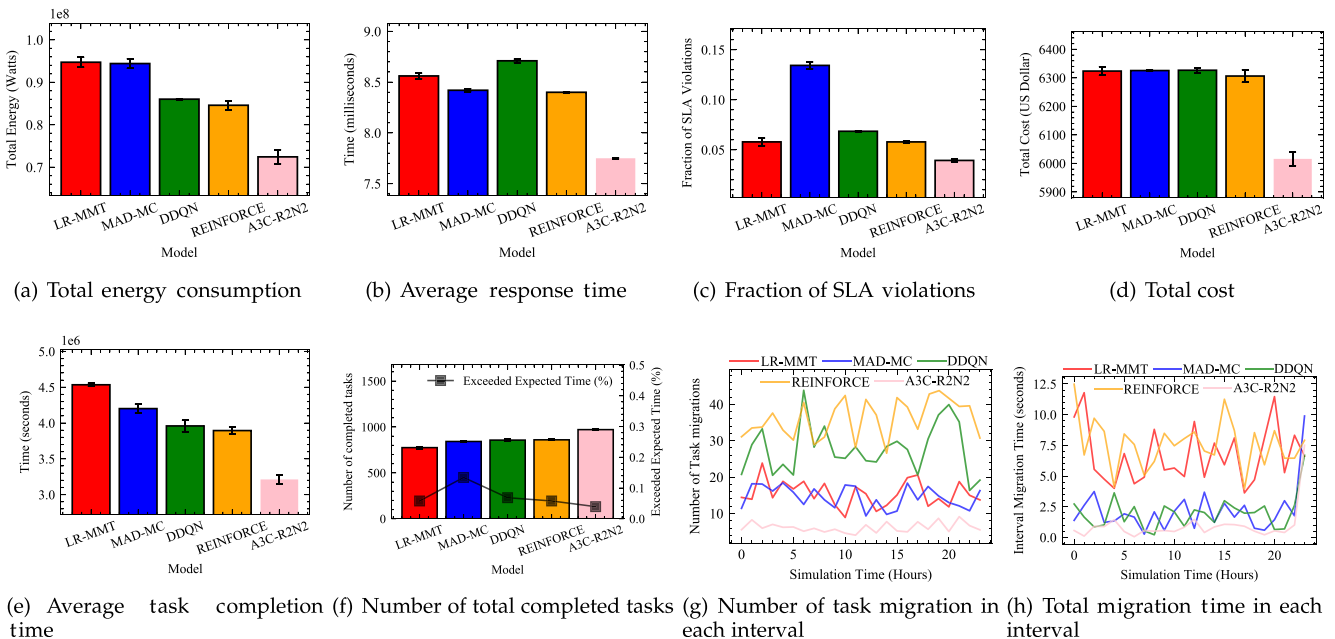 1e8
Total Energy (Watts)
1.0
0.9
0.8
0.7
LR-MMT MAD-MC DDQN REINFORCE A3C-R2N2
Model
(a) Total energy consumption
Time (milliseconds)
9.0
8.5
8.0
7.5
LR-MMT MAD-MC DDQN REINFORCE A3C-R2N2
Model
(b) Average response time
Fraction of SLA Violations
0.15
0.10
0.05
LR-MMT MAD-MC DDQN REINFORCE A3C-R2N2
Model
(c) Fraction of SLA violations
Total Cost (US Dollar)
6400
6300
6200
6100
6000
5900
LR-MMT MAD-MC DDQN REINFORCE A3C-R2N2
Model
(d) Total cost
1e6
Time (seconds)
5.0
4.5
4.0
3.5
3.0
LR-MMT MAD-MC DDQN REINFORCE A3C-R2N2
Model
(e) Average task completion
time
Number of completed tasks
1500
1000
500
0
Exceeded Expected Time (%)
0.5
0.4
0.3
0.2
0.1
0.0
Exceeded Expected Time (%)
LR-MMT MAD-MC DDQN REINFORCE A3C-R2N2
Model
(f) Number of total completed tasks
LR-MMT MAD-MC DDQN
REINFORCE A3C-R2N2
Number of Task migrations
40
30
20
10
0 5 10 15 20
Simulation Time (Hours)
(g) Number of task migration in
each interval
LR-MMT MAD-MC DDQN
REINFORCE A3C-R2N2
Interval Migration Time (seconds)
12.5
10.0
7.5
5.0
2.5
0.0
0 5 10 15 20
Simulation Time (Hours)
(h) Total migration time in each
interval